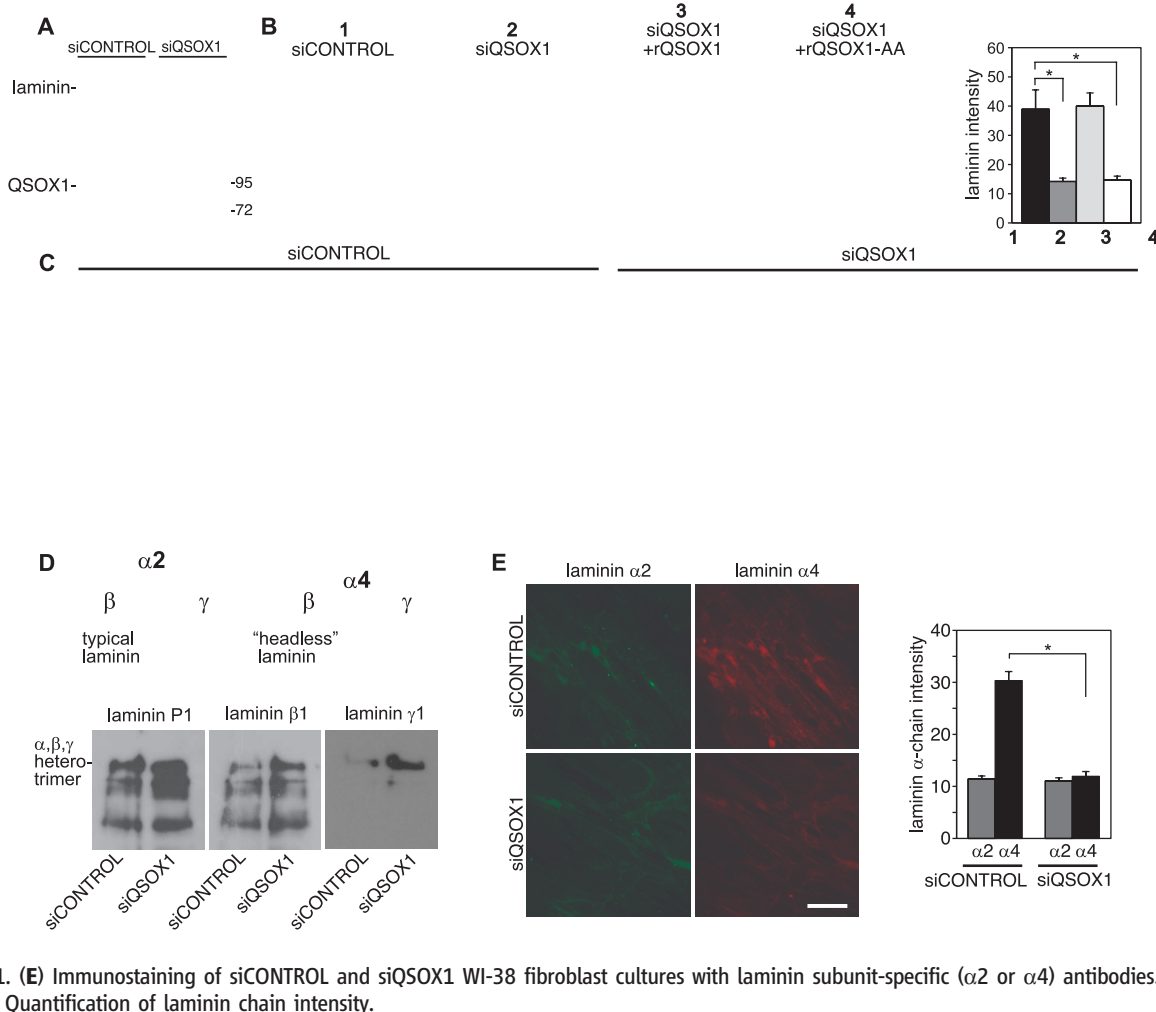 A
siCONTROL siQSOX1
laminin-
QSOX1-
-95
-72
B
1
siCONTROL
2
siQSOX1
3
siQSOX1
+rQSOX1
4
siQSOX1
+rQSOX1-AA
laminin intensity
60
50
40
30
20
10
0
*
*
1 2 3 4
C
siCONTROL
siQSOX1
D
α2
β γ
typical
laminin
α4
β γ
“headless”
laminin
laminin P1
laminin β1
laminin γ1
α,β,γ
hetero-
trimer
siCONTROL
siQSOX1
siCONTROL
siQSOX1
siCONTROL
siQSOX1
E
laminin α2
laminin α4
siCONTROL
siQSOX1
laminin α-chain intensity
40
30
20
10
0
*
α2 α4 α2 α4
siCONTROL siQSOX1
1. (E) Immunostaining of siCONTROL and siQSOX1 WI-38 fibroblast cultures with laminin subunit-specific (α2 or α4) antibodies.
Quantification of laminin chain intensity.